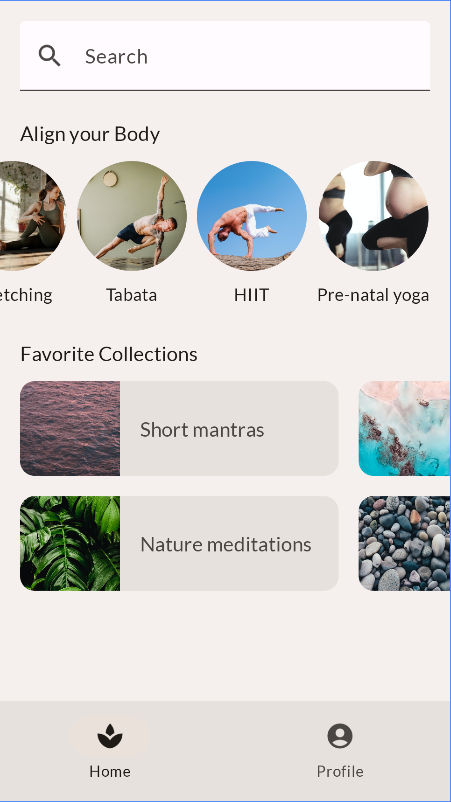 Search
Align your Body
etching
Tabata
HIIT
Pre-natal yoga
Favorite Collections
Short mantras
Nature meditations
Home
Profile